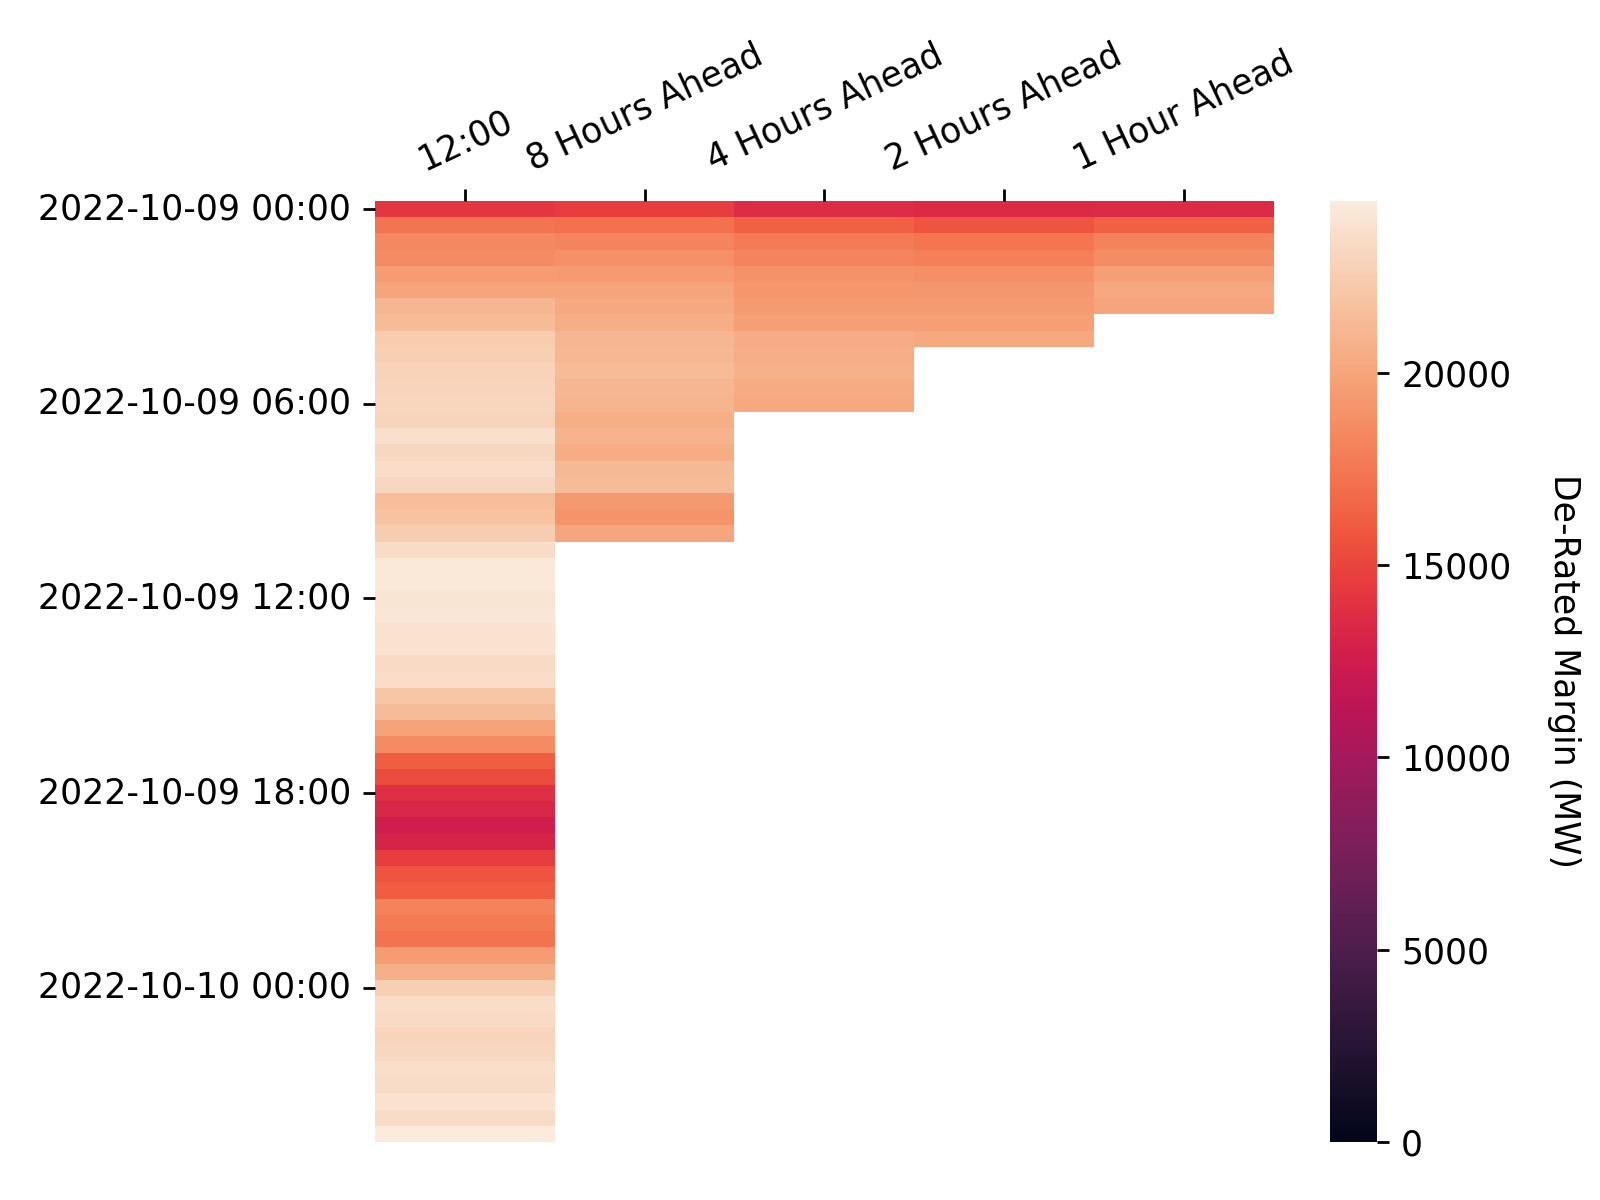 12:00
8 Hours Ahead
4 Hours Ahead
2 Hours Ahead
1 Hour Ahead
2022-10-09 00:00
2022-10-09 06:00
2022-10-09 12:00
2022-10-09 18:00
2022-10-10 00:00
20000
15000
10000
5000
0
De-Rated Margin (MW)